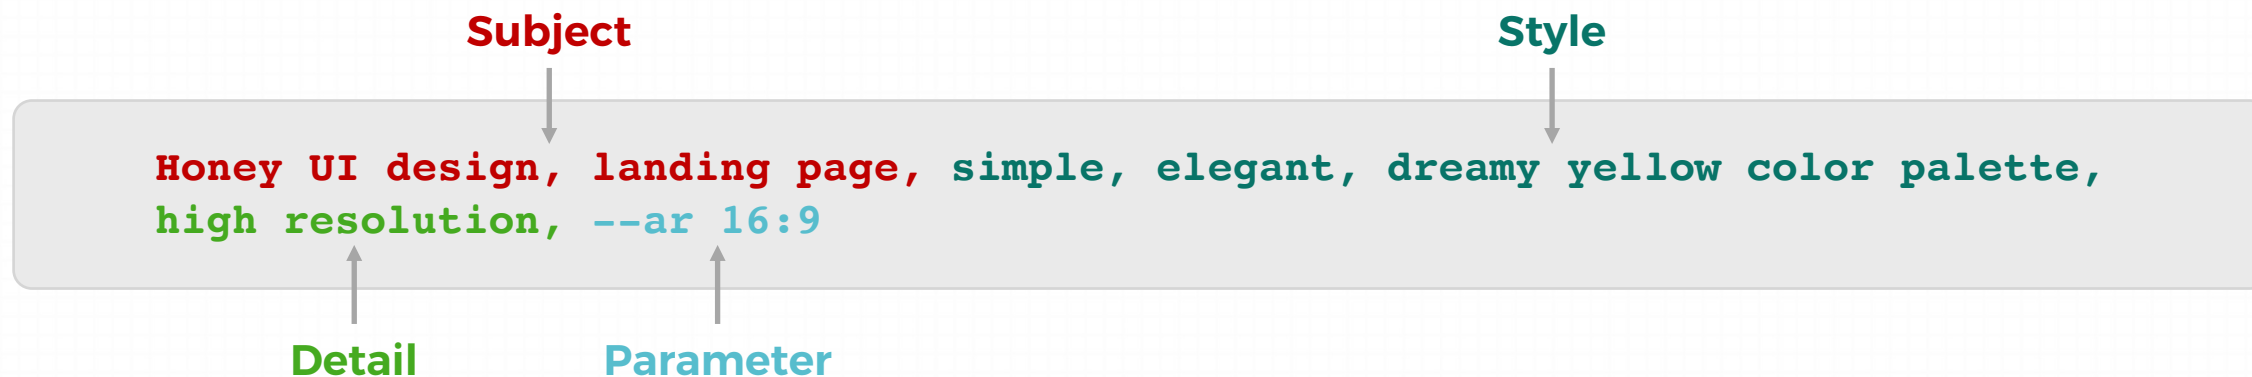 Subject
Style
Honey UI design, landing page, simple, elegant, dreamy yellow color palette,
high resolution, --ar 16:9
Detail
Parameter